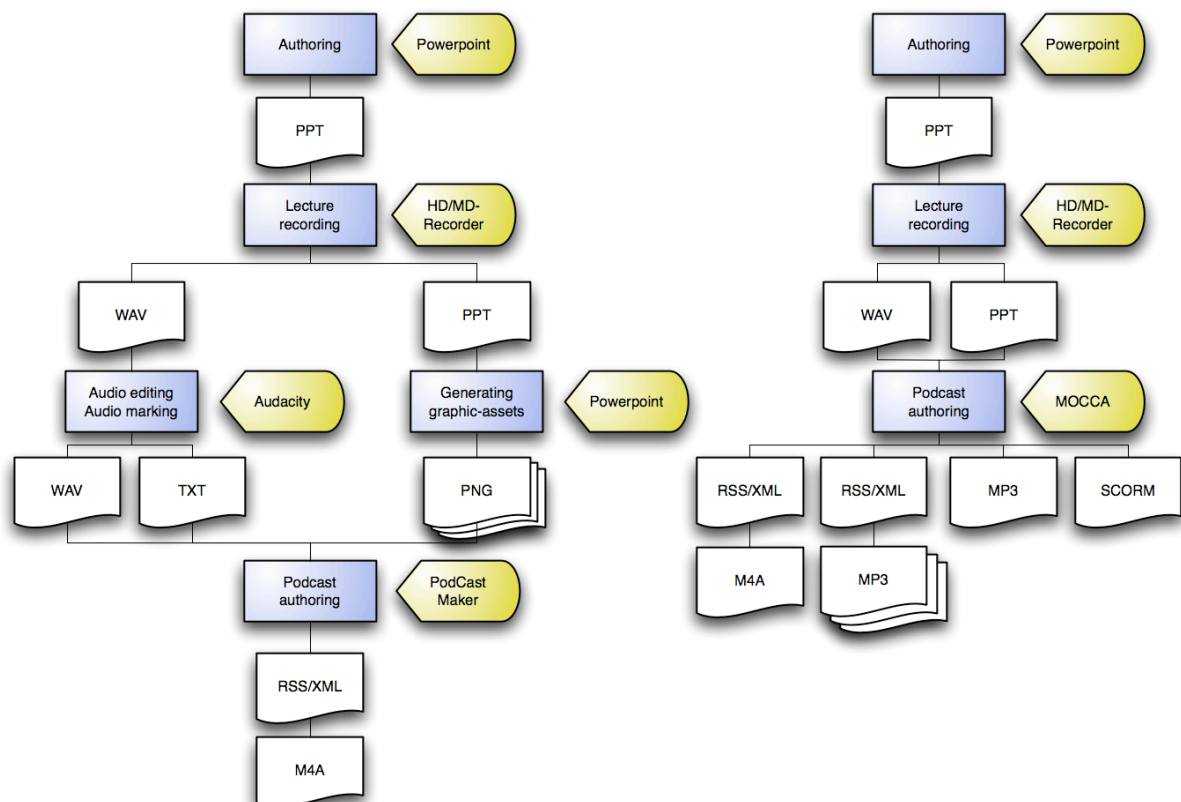 Authoring
Powerpoint
PPT
Lecture
recording
HD/MD-
Recorder
WAV
PPT
Audio editing
Audio marking
Audacity
Generating
graphic-assets
Powerpoint
WAV
TXT
PNG
Podcast
authoring
PodCast
Maker
RSS/XML
M4A
Authoring
Powerpoint
PPT
Lecture
recording
HD/MD-
Recorder
WAV
PPT
Podcast
authoring
MOCCA
RSS/XML
RSS/XML
MP3
SCORM
M4A
MP3